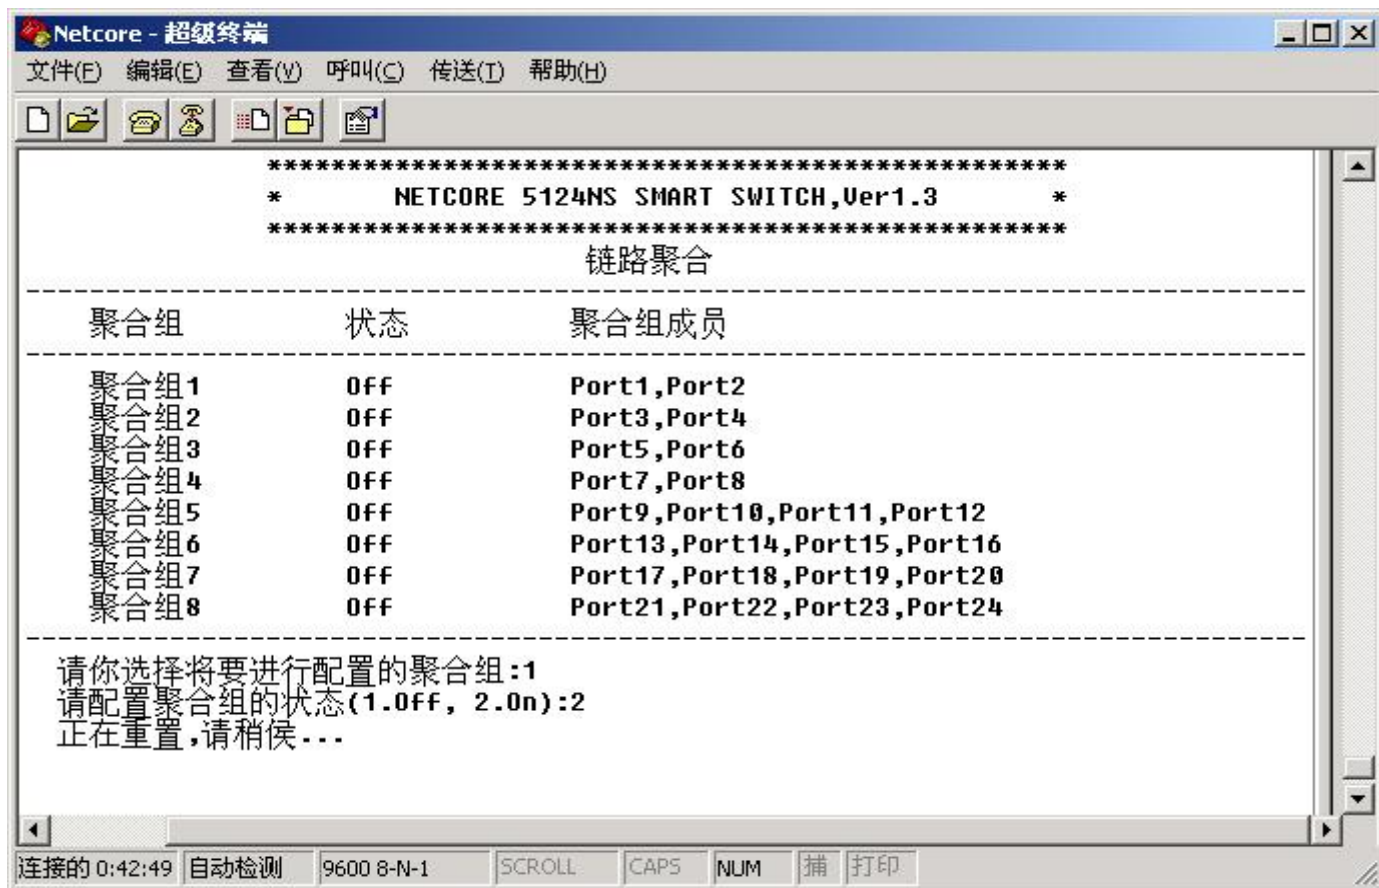 Netcore - 超级终端
文件(F) 编辑(E) 查看(V) 呼叫(C) 传送(T) 帮助(H)
**************************************************
* NETCORE 5124NS SMART SWITCH,Ver1.3 *
**************************************************
链路聚合
--------------------------------------------------------------------------------
聚合组 状态 聚合组成员
--------------------------------------------------------------------------------
聚合组1 Off Port1,Port2
聚合组2 Off Port3,Port4
聚合组3 Off Port5,Port6
聚合组4 Off Port7,Port8
聚合组5 Off Port9,Port10,Port11,Port12
聚合组6 Off Port13,Port14,Port15,Port16
聚合组7 Off Port17,Port18,Port19,Port20
聚合组8 Off Port21,Port22,Port23,Port24
--------------------------------------------------------------------------------
请你选择将要进行配置的聚合组:1
请配置聚合组的状态(1.Off, 2.On):2
正在重置,请稍侯...
连接的 0:42:49 自动检测 9600 8-N-1 SCROLL CAPS NUM 捕 打印